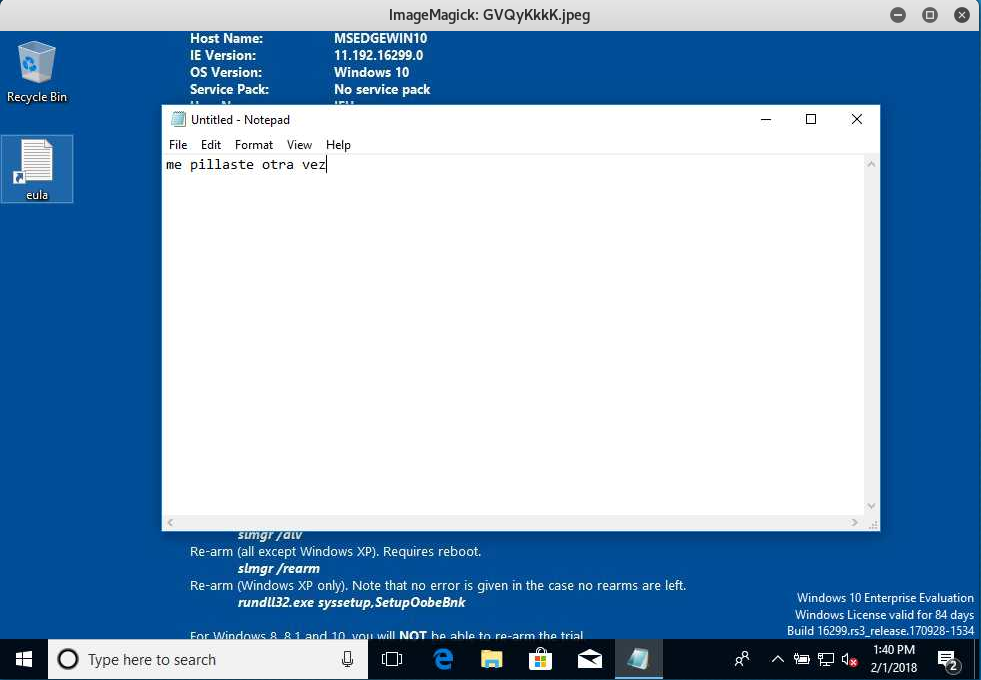 ImageMagick: GVQyKkkK.jpeg
Host Name: MSEDGEWIN10
IE Version: 11.192.16299.0
OS Version: Windows 10
Service Pack: No service pack
Recycle Bin
eula
Untitled - Notepad
File Edit Format View Help
me pillaste otra vez
slmgr /dlv
Re-arm (all except Windows XP). Requires reboot.
slmgr /rearm
Re-arm (Windows XP only). Note that no error is given in the case no rearms are left.
rundll32.exe syssetup,SetupOobeBnk
For Windows 8, 8.1 and 10, you will NOT be able to re-arm the trial
Windows 10 Enterprise Evaluation
Windows License valid for 84 days
Build 16299.rs3_release.170928-1534
Type here to search
1:40 PM
2/1/2018
2